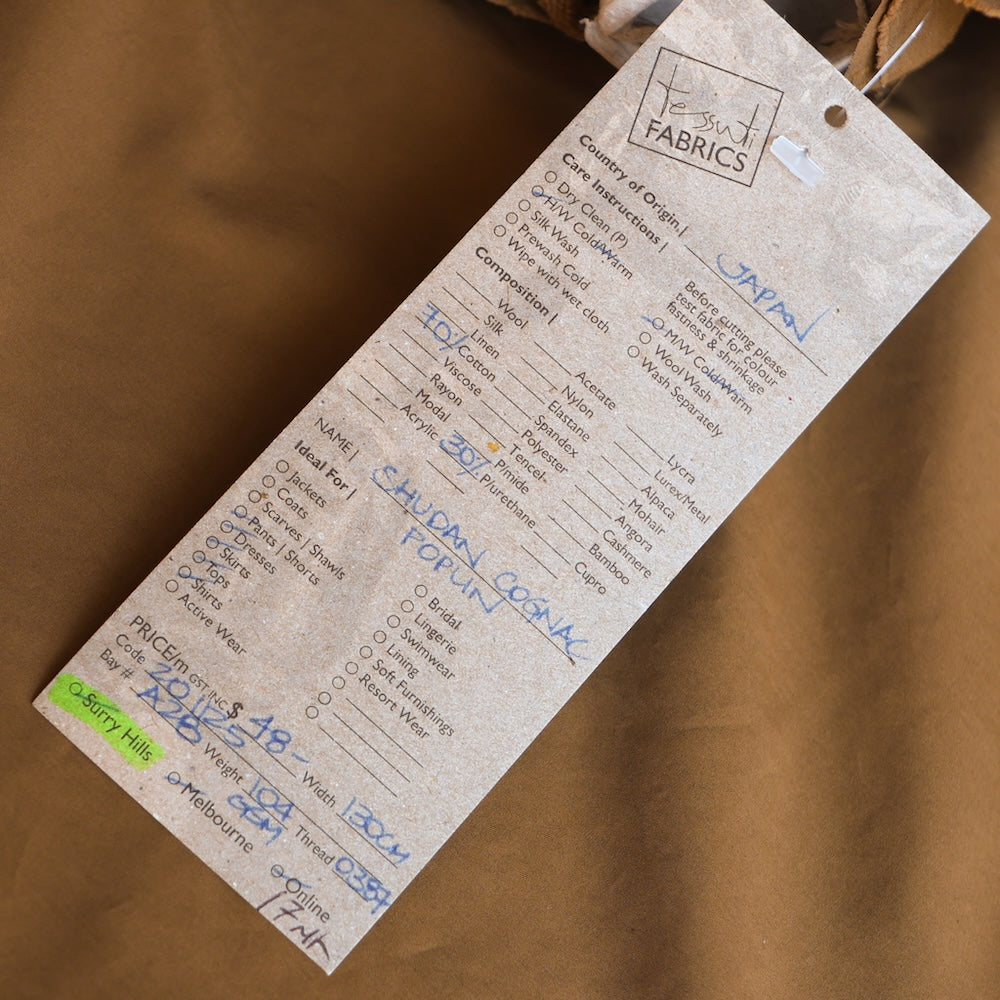 tessuti
FABRICS
Country of Origin | JAPAN
Care Instructions |
Dry Clean (P)
H/W Cold/Warm
Silk Wash
Prewash Cold
Wipe with wet cloth
Before cutting please
test fabric for colour
fastness & shrinkage
M/W Cold/Warm
Wool Wash
Wash Separately
Composition |
Wool
Silk
Linen
70% Cotton
Viscose
Rayon
Modal
Acrylic
Acetate
Nylon
Elastane
Spandex
Polyester
Tencel
30% P/mide
P/urethane
Lycra
Lurex/Metal
Alpaca
Mohair
Angora
Cashmere
Bamboo
Cupro
NAME | SHUDAN COGNAC
POPLIN
Ideal For |
Jackets
Coats
Scarves | Shawls
Pants | Shorts
Dresses
Skirts
Tops
Shirts
Active Wear
Bridal
Lingerie
Swimwear
Lining
Soft Furnishings
Resort Wear
PRICE/m GST INC $ 48-
Code 201125 Width 130CM
Bay # A2B Weight 104 GSM Thread 0387
Surry Hills
Melbourne
Online